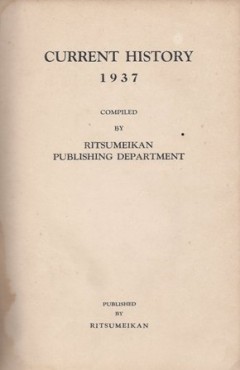 CURRENT HISTORY
1937
COMPILED
BY
RITSUMEIKAN
PUBLISHING DEPARTMENT
PUBLISHED
BY
RITSUMEIKAN